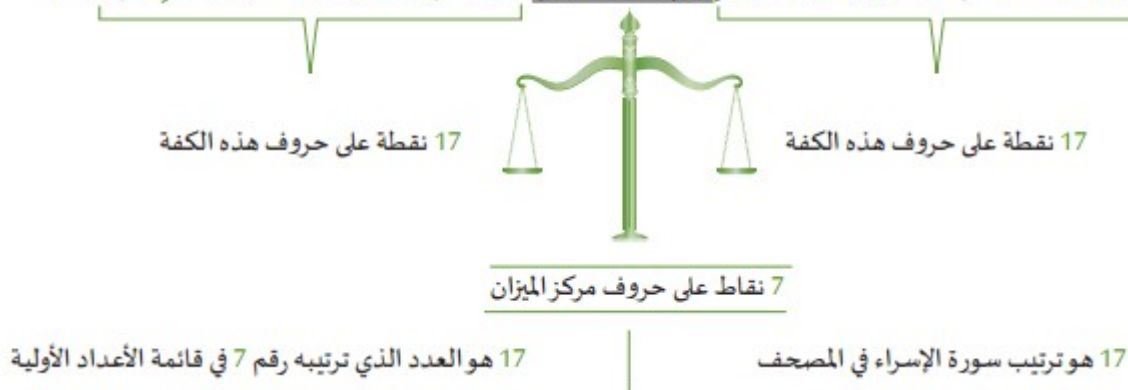 17 نقطة على حروف هذه الكفة
17 نقطة على حروف هذه الكفة
7 نقاط على حروف مركز الميزان
17 هو ترتيب سورة الإسراء في المصحف
17 هو العدد الذي ترتيبه رقم 7 في قائمة الأعداد الأولية